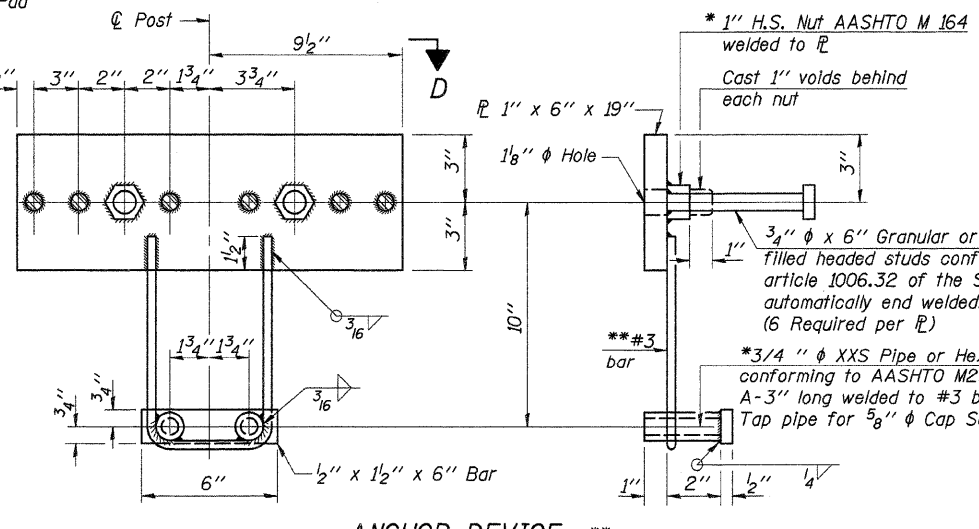 ℄ Post
9½"
D
3" 2" 2" 1¾" 3¾"
* 1" H.S. Nut AASHTO M 164
welded to ℙL
Cast 1" voids behind
each nut
ℙL 1" x 6" x 19"
1⅛" ϕ Hole
3"
3"
3"
1½"
1"
¾" ϕ x 6" Granular or
filled headed studs conf
article 1006.32 of the S
automatically end welded.
(6 Required per ℙL)
3/16
10"
**#3
bar
1¾" 1¾"
*3/4 " ϕ XXS Pipe or He
conforming to AASHTO M2
A-3" long welded to #3 b
Tap pipe for ⅝" ϕ Cap S
¾"
¾"
3/16
½" x 1½" x 6" Bar
6"
1" 2" ½"
¼
ANCHOR DEVICE **